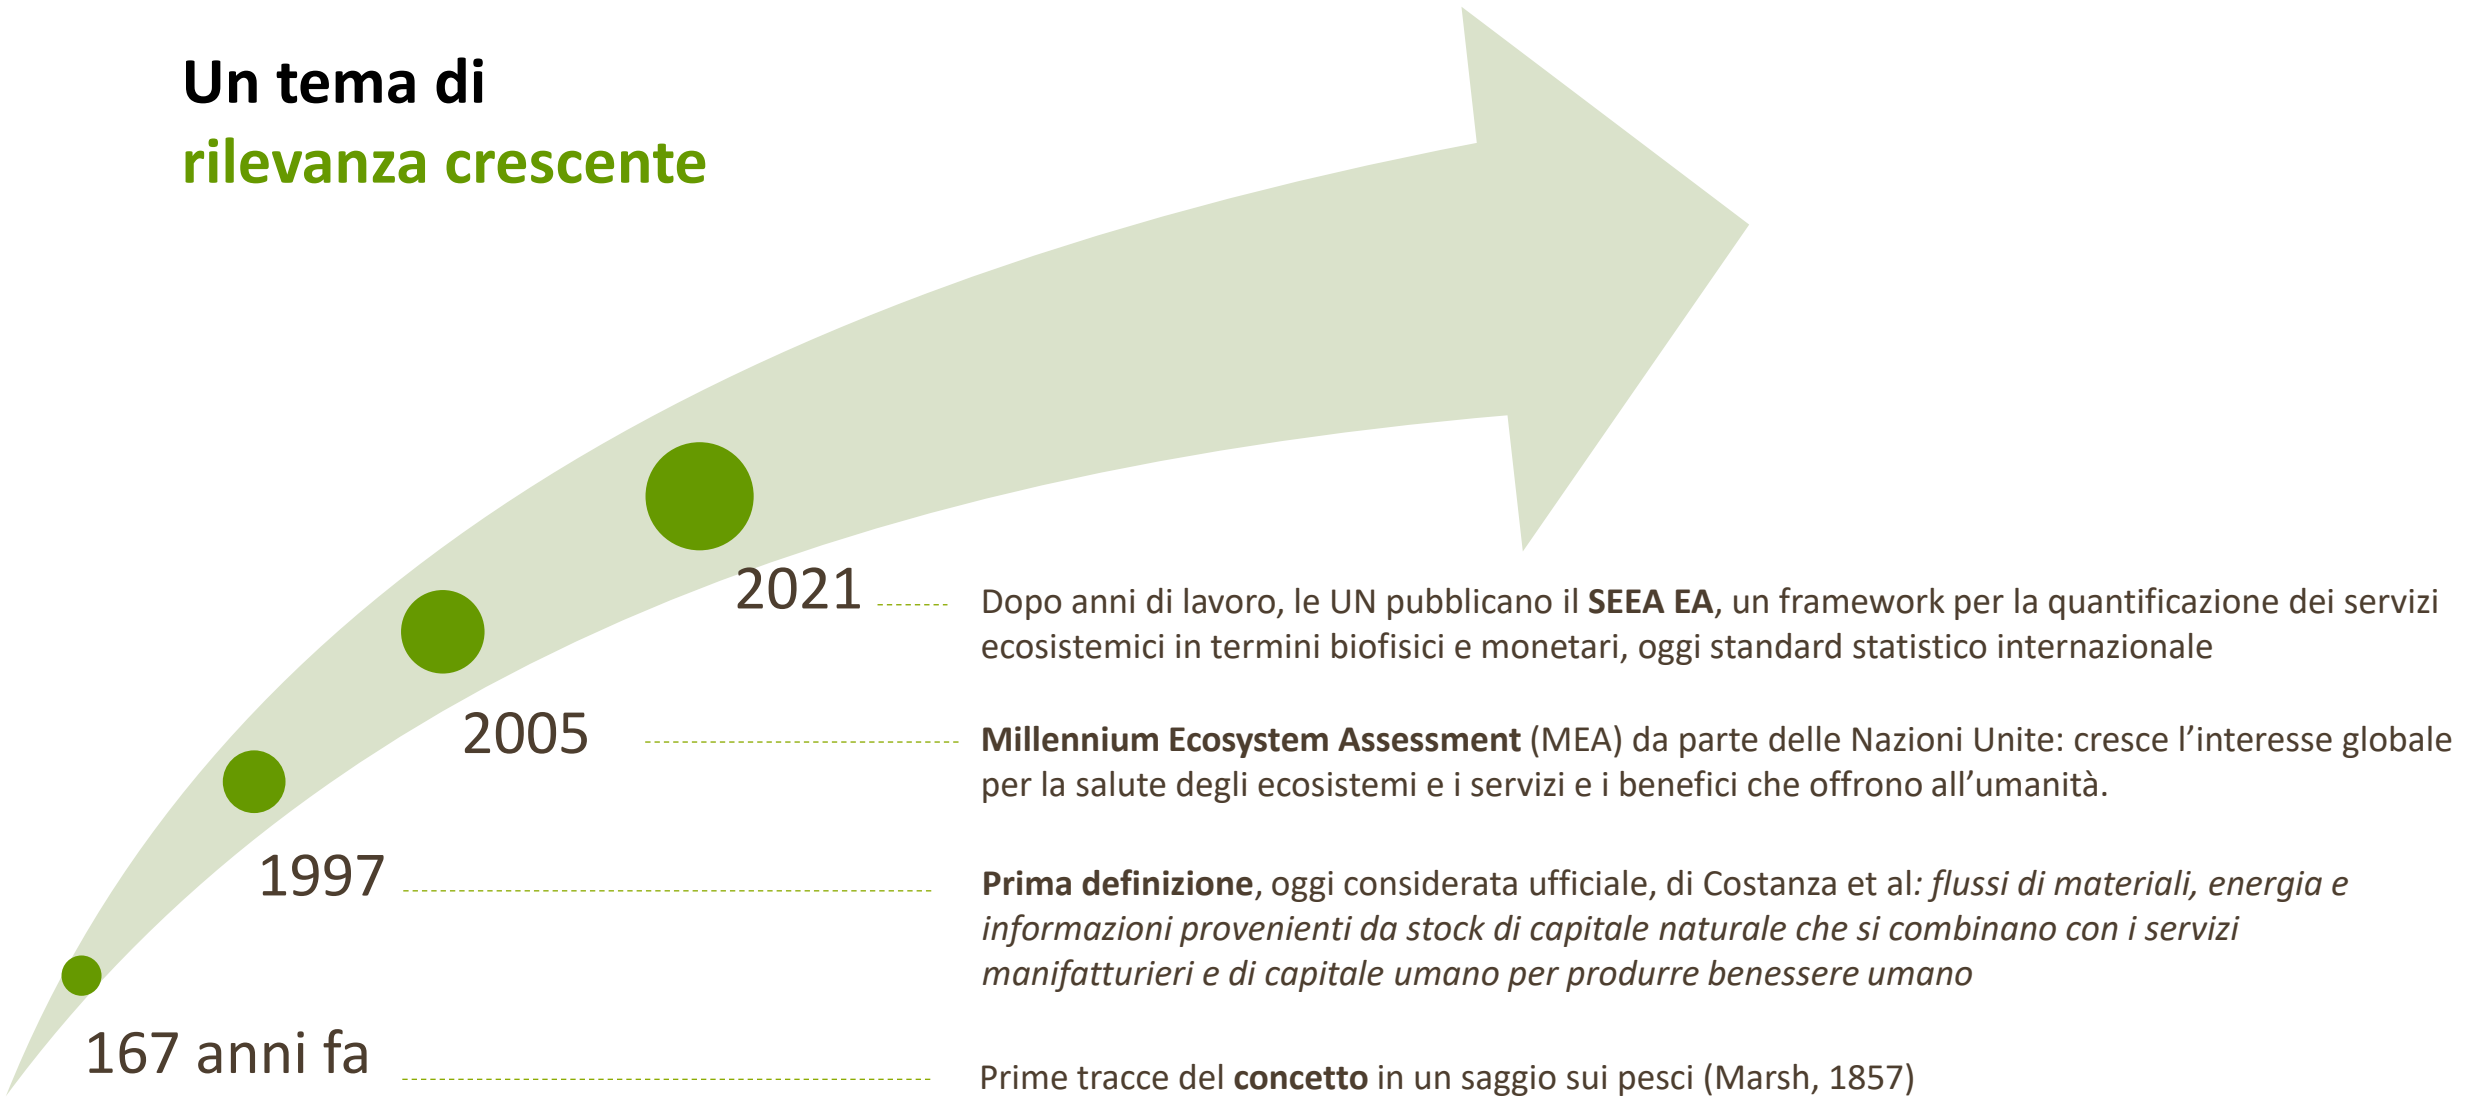 Un tema di
rilevanza crescente
2021
Dopo anni di lavoro, le UN pubblicano il SEEA EA, un framework per la quantificazione dei servizi
ecosistemici in termini biofisici e monetari, oggi standard statistico internazionale
2005
Millennium Ecosystem Assessment (MEA) da parte delle Nazioni Unite: cresce l’interesse globale
per la salute degli ecosistemi e i servizi e i benefici che offrono all’umanità.
1997
Prima definizione, oggi considerata ufficiale, di Costanza et al: flussi di materiali, energia e
informazioni provenienti da stock di capitale naturale che si combinano con i servizi
manifatturieri e di capitale umano per produrre benessere umano
167 anni fa
Prime tracce del concetto in un saggio sui pesci (Marsh, 1857)